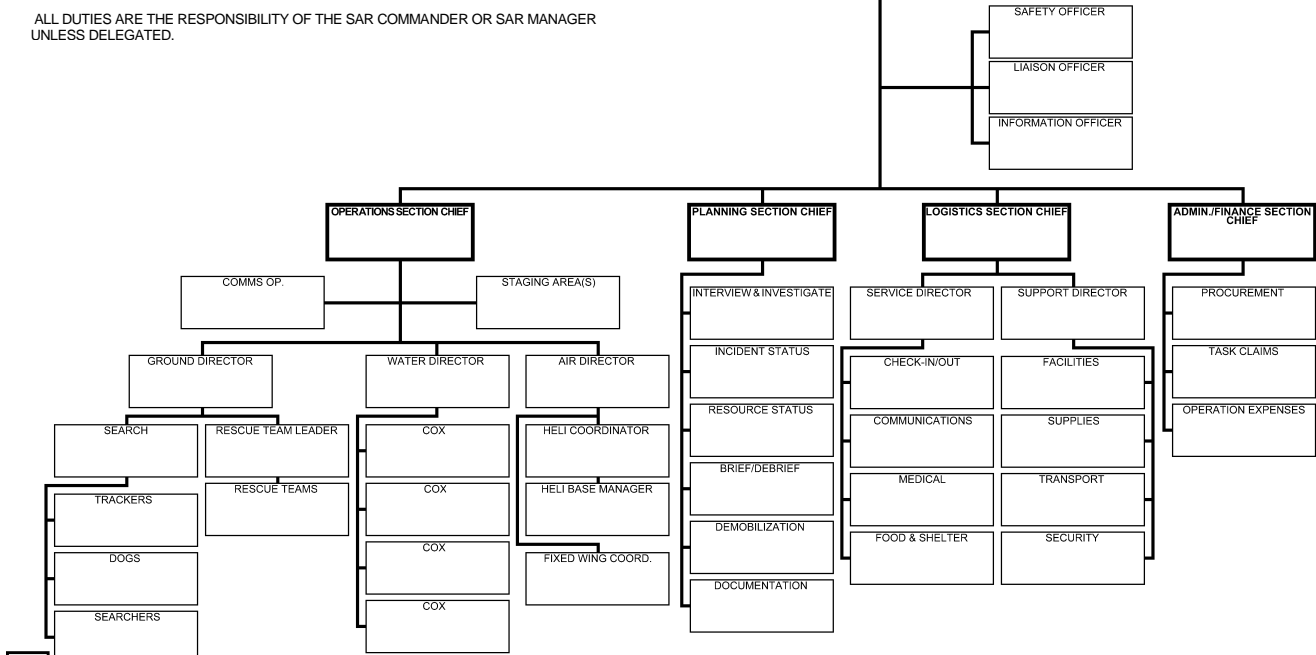 ALL DUTIES ARE THE RESPONSIBILITY OF THE SAR COMMANDER OR SAR MANAGER
UNLESS DELEGATED.
SAFETY OFFICER
LIAISON OFFICER
INFORMATION OFFICER
OPERATIONS SECTION CHIEF
PLANNING SECTION CHIEF
LOGISTICS SECTION CHIEF
ADMIN./FINANCE SECTION
CHIEF
COMMS OP.
STAGING AREA(S)
GROUND DIRECTOR
WATER DIRECTOR
AIR DIRECTOR
SEARCH
RESCUE TEAM LEADER
TRACKERS
RESCUE TEAMS
DOGS
SEARCHERS
COX
COX
COX
COX
HELI COORDINATOR
HELI BASE MANAGER
FIXED WING COORD.
INTERVIEW & INVESTIGATE
INCIDENT STATUS
RESOURCE STATUS
BRIEF/DEBRIEF
DEMOBILIZATION
DOCUMENTATION
SERVICE DIRECTOR
SUPPORT DIRECTOR
CHECK-IN/OUT
COMMUNICATIONS
MEDICAL
FOOD & SHELTER
FACILITIES
SUPPLIES
TRANSPORT
SECURITY
PROCUREMENT
TASK CLAIMS
OPERATION EXPENSES